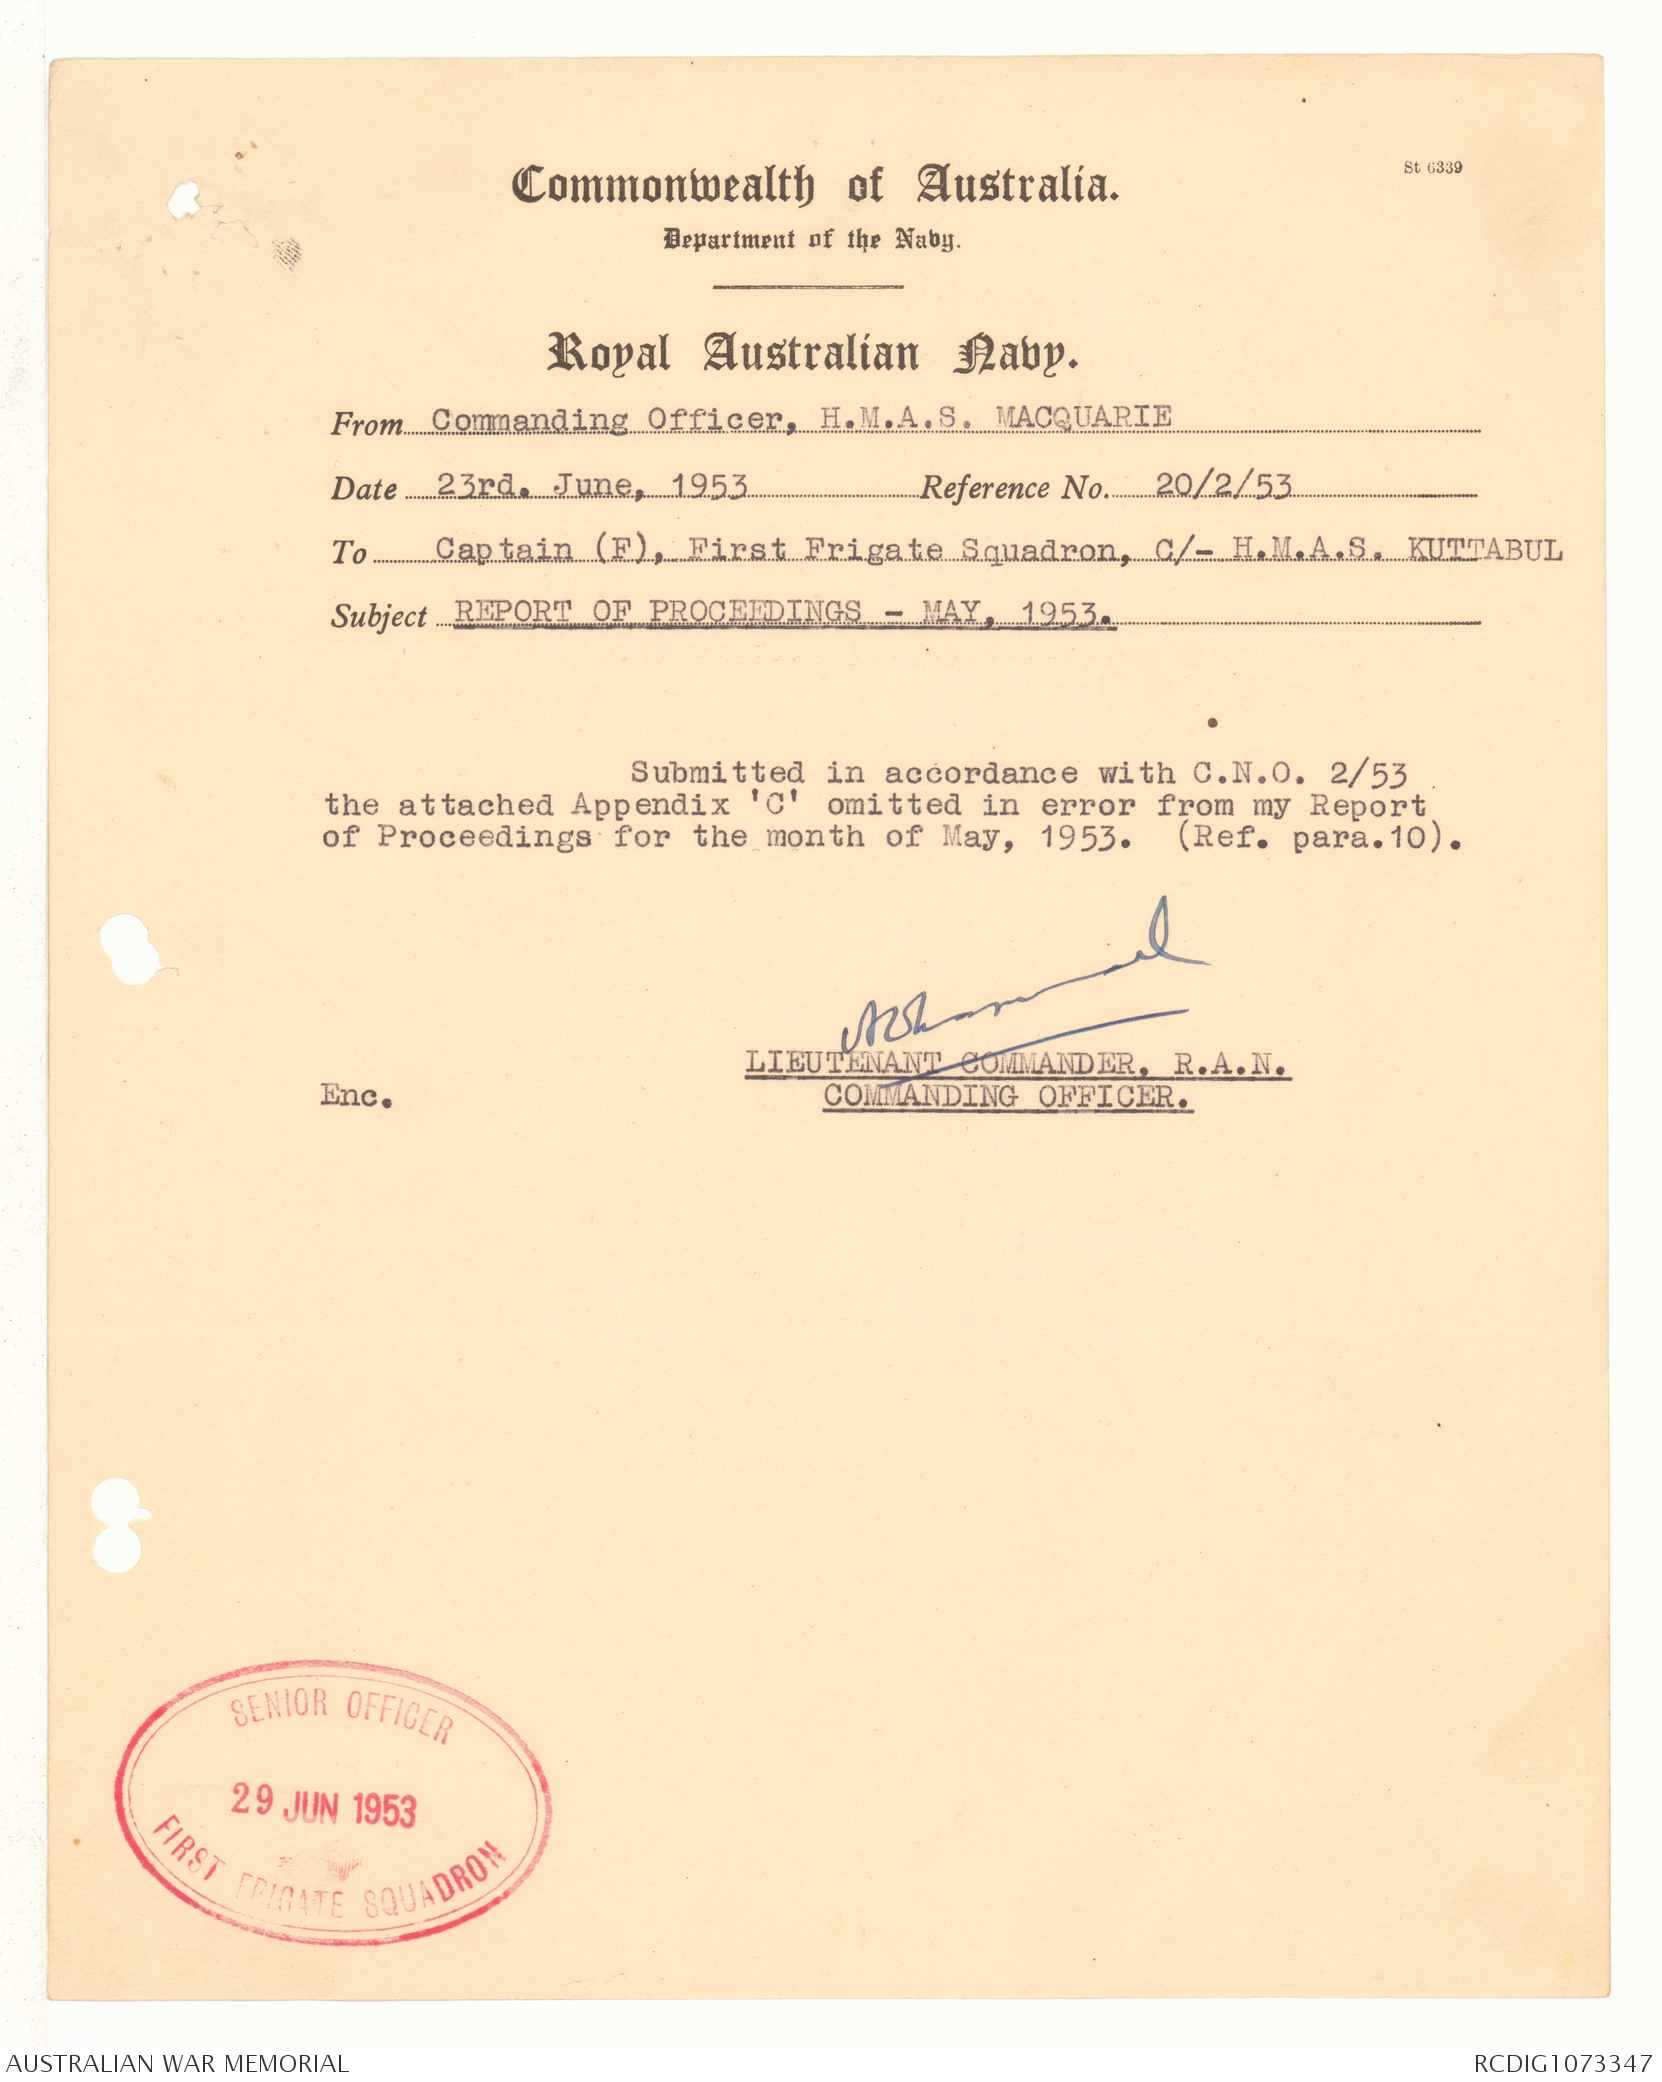 St 6339
Commonwealth of Australia.
Department of the Navy.
Royal Australian Navy.
From Commanding Officer, H.M.A.S. MACQUARIE
Date 23rd. June, 1953 Reference No. 20/2/53
To Captain (F), First Frigate Squadron, C/- H.M.A.S. KUTTABUL
Subject REPORT OF PROCEEDINGS - MAY, 1953.
Submitted in accordance with C.N.O. 2/53
the attached Appendix 'C' omitted in error from my Report
of Proceedings for the month of May, 1953. (Ref. para.10).
LIEUTENANT COMMANDER, R.A.N.
Enc. COMMANDING OFFICER.
SENIOR OFFICER
29 JUN 1953
FIRST FRIGATE SQUADRON
AUSTRALIAN WAR MEMORIAL RCDIG1073347